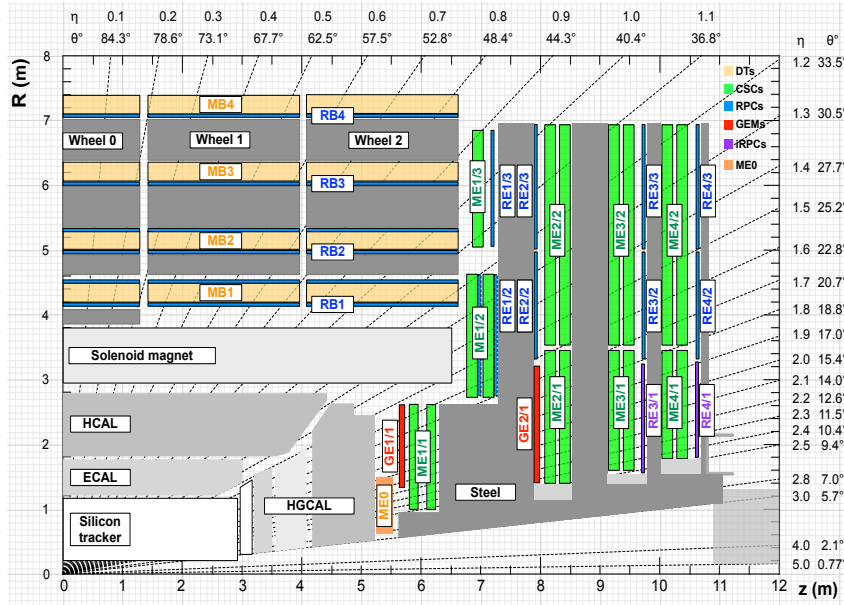 η 0.1 0.2 0.3 0.4 0.5 0.6 0.7 0.8 0.9 1.0 1.1
θ° 84.3° 78.6° 73.1° 67.7° 62.5° 57.5° 52.8° 48.4° 44.3° 40.4° 36.8° η θ°
R (m)
8
7
6
5
4
3
2
1
0
1.2 33.5°
1.3 30.5°
1.4 27.7°
1.5 25.2°
1.6 22.8°
1.7 20.7°
1.8 18.8°
1.9 17.0°
2.0 15.4°
2.1 14.0°
2.2 12.6°
2.3 11.5°
2.4 10.4°
2.5 9.4°
2.8 7.0°
3.0 5.7°
4.0 2.1°
5.0 0.77°
DTs
CSCs
RPCs
GEMs
iRPCs
ME0
MB4
RB4
Wheel 0 Wheel 1 Wheel 2
MB3
RB3
MB2
RB2
MB1
RB1
Solenoid magnet
HCAL
ECAL
Silicon
tracker
HGCAL
Steel
ME0
GE1/1
ME1/1
ME1/2
ME1/3
RE1/3
RE2/3
RE1/2
RE2/2
GE2/1
ME2/2
ME2/1
ME3/2
ME3/1
RE3/3
RE3/2
RE3/1
ME4/2
ME4/1
RE4/3
RE4/2
RE4/1
0 1 2 3 4 5 6 7 8 9 10 11 12
z (m)